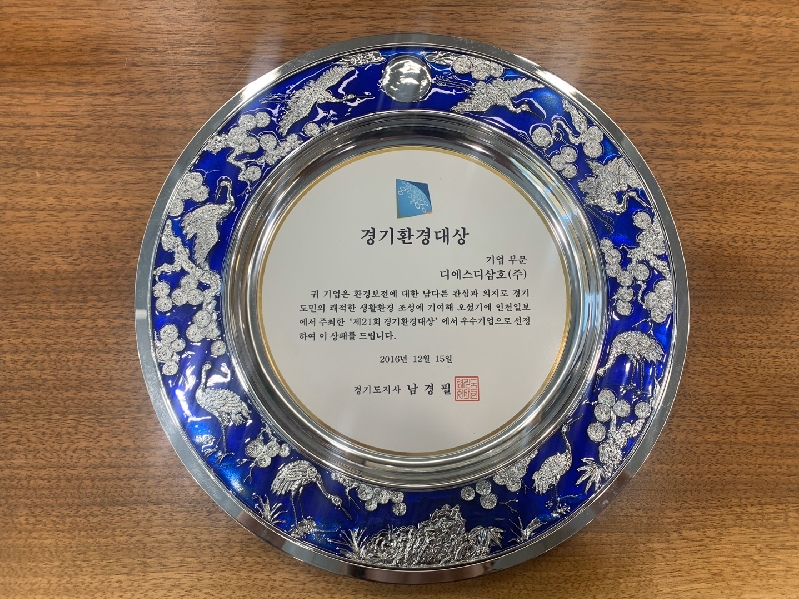 경기환경대상
기업 부문
디에스디삼호(주)
귀 기업은 환경보전에 대한 남다른 관심과 의지로 경기
도민의 쾌적한 생활환경 조성에 기여해 오셨기에 인천일보
에서 주최한 '제21회 경기환경대상' 에서 우수기업으로 선정
하여 이 상패를 드립니다.
2016년 12월 15일
경기도지사 남 경 필